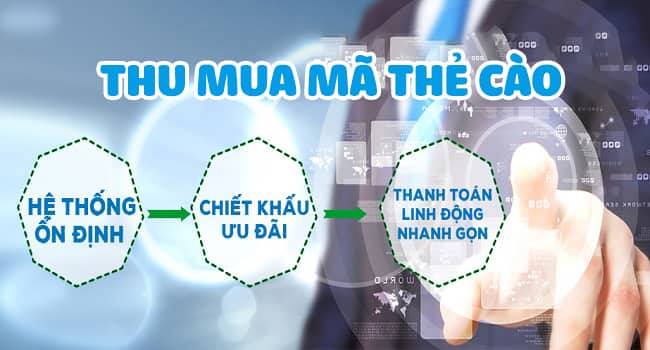 THU MUA MÃ THẺ CÀO
HỆ THỐNG
ỔN ĐỊNH
CHIẾT KHẤU
ƯU ĐÃI
THANH TOÁN
LINH ĐỘNG
NHANH GỌN
WORLD